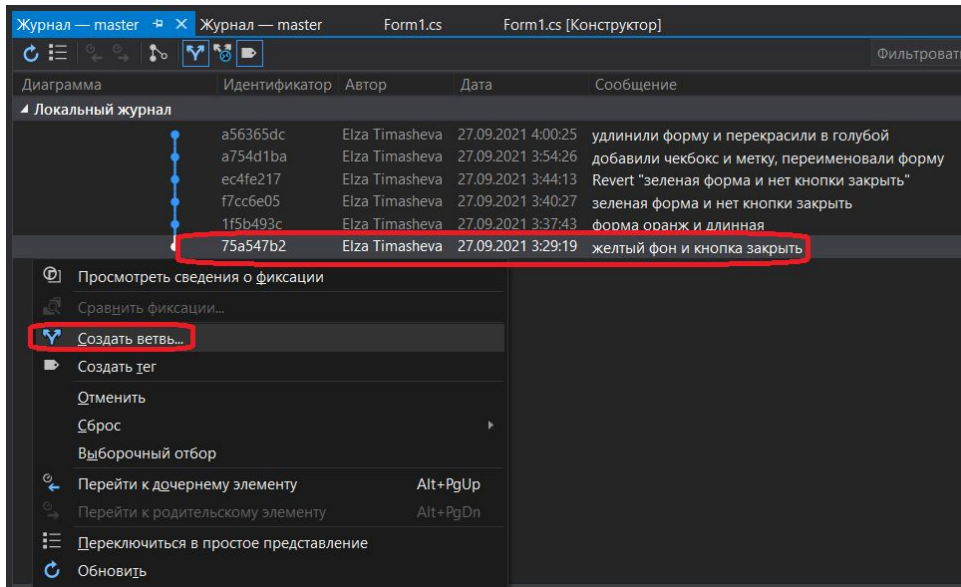 Журнал — master Журнал — master Form1.cs Form1.cs [Конструктор]
Фильтроват
Диаграмма Идентификатор Автор Дата Сообщение
Локальный журнал
a56365dc Elza Timasheva 27.09.2021 4:00:25 удлинили форму и перекрасили в голубой
a754d1ba Elza Timasheva 27.09.2021 3:54:26 добавили чекбокс и метку, переименовали форму
ec4fe217 Elza Timasheva 27.09.2021 3:44:13 Revert "зеленая форма и нет кнопки закрыть"
f7cc6e05 Elza Timasheva 27.09.2021 3:40:27 зеленая форма и нет кнопки закрыть
1f5b493c Elza Timasheva 27.09.2021 3:37:43 форма оранж и длинная
75a547b2 Elza Timasheva 27.09.2021 3:29:19 желтый фон и кнопка закрыть
Просмотреть сведения о фиксации
Сравнить фиксации...
Создать ветвь...
Создать тег
Отменить
Сброс
Выборочный отбор
Перейти к дочернему элементу Alt+PgUp
Перейти к родительскому элементу Alt+PgDn
Переключиться в простое представление
Обновить